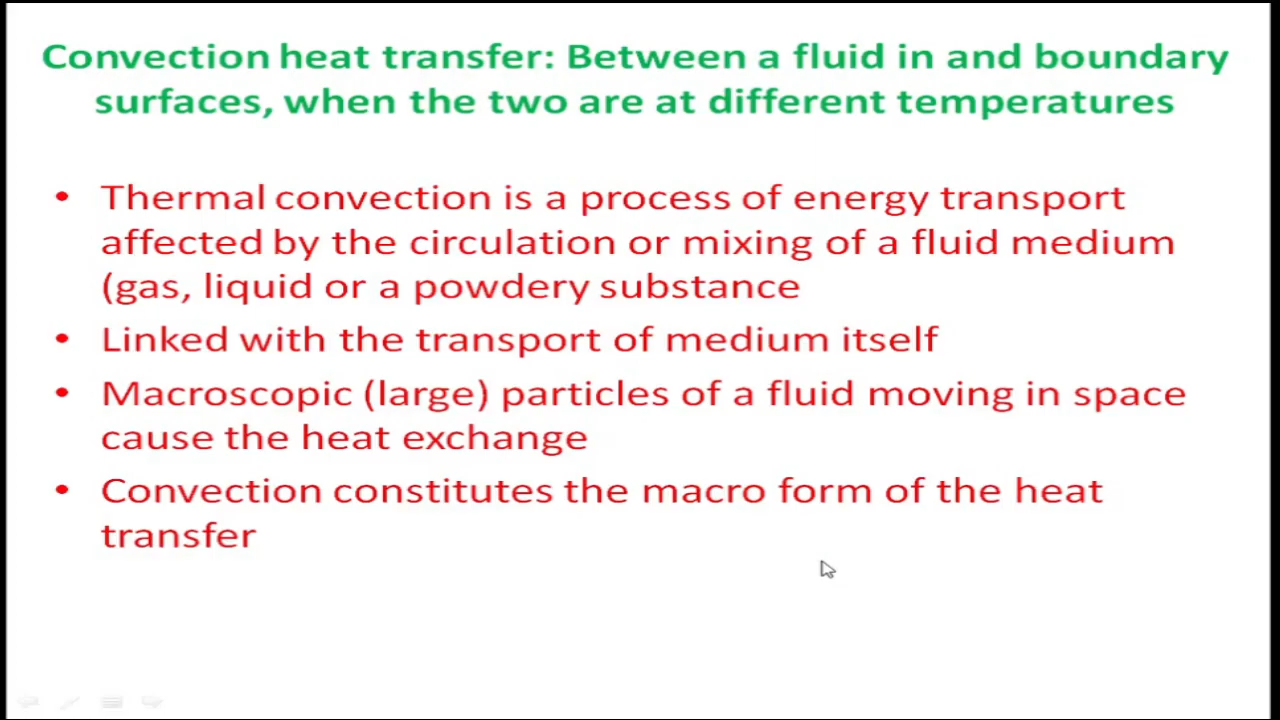 Convection heat transfer: Between a fluid in and boundary
surfaces, when the two are at different temperatures
• Thermal convection is a process of energy transport
affected by the circulation or mixing of a fluid medium
(gas, liquid or a powdery substance
• Linked with the transport of medium itself
• Macroscopic (large) particles of a fluid moving in space
cause the heat exchange
• Convection constitutes the macro form of the heat
transfer